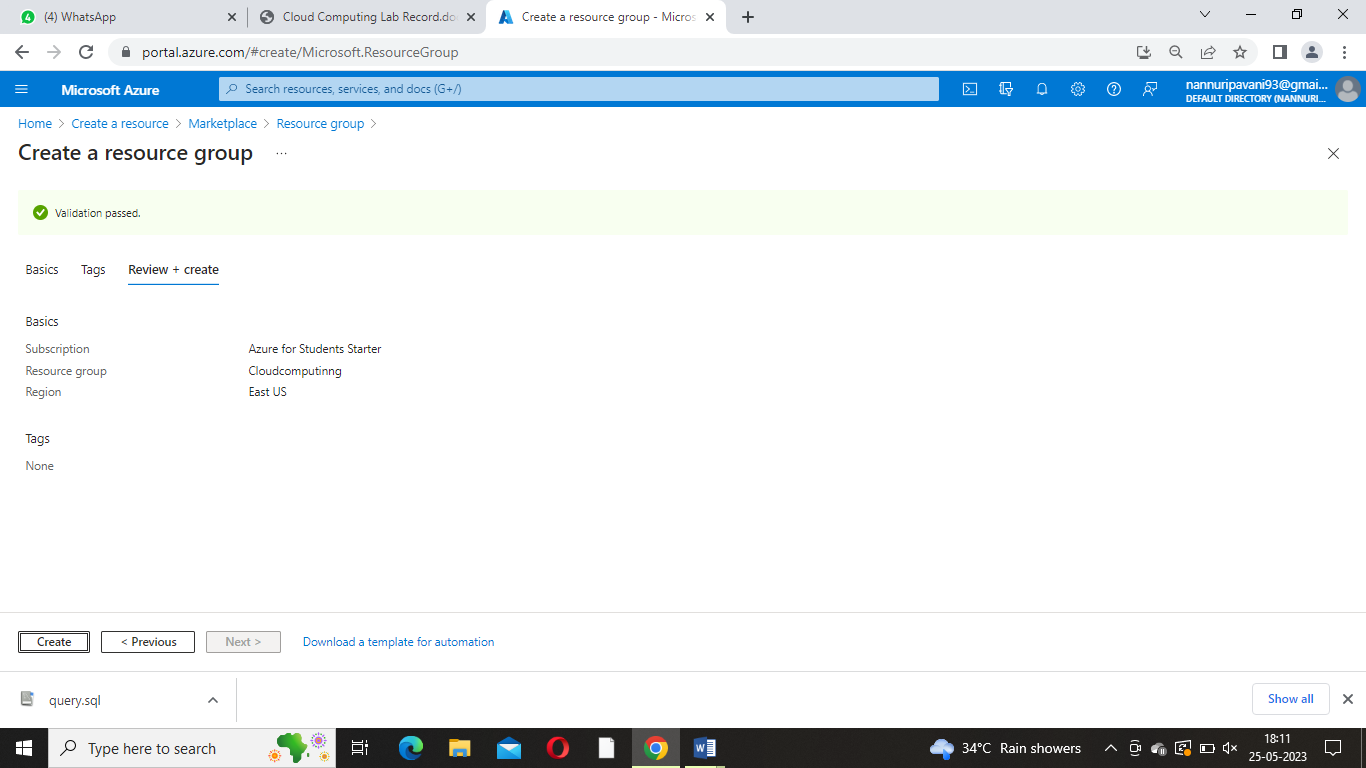 (4) WhatsApp
Cloud Computing Lab Record.do
Create a resource group - Micros
portal.azure.com/#create/Microsoft.ResourceGroup
Microsoft Azure
Search resources, services, and docs (G+/)
nannuripavani93@gmai...
DEFAULT DIRECTORY (NANNURI...
Home > Create a resource > Marketplace > Resource group >
Create a resource group ...
Validation passed.
Basics Tags Review + create
Basics
Subscription Azure for Students Starter
Resource group Cloudcomputinng
Region East US
Tags
None
Create < Previous Next > Download a template for automation
query.sql
Show all
Type here to search
34°C Rain showers
18:11
25-05-2023